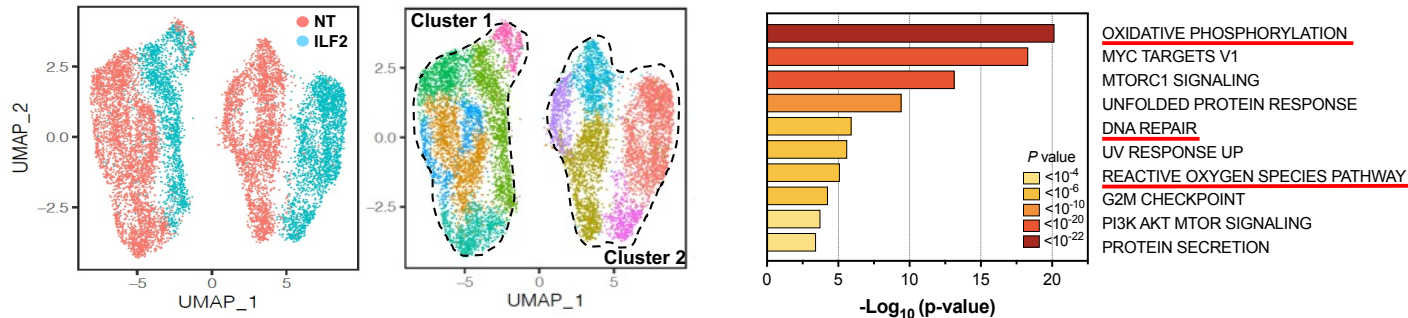 NT
ILF2
2.5
0.0
−2.5
−5
0
5
UMAP_1
UMAP_2
Cluster 1
Cluster 2
2.5
0.0
−2.5
−5
0
5
UMAP_1
OXIDATIVE PHOSPHORYLATION
MYC TARGETS V1
MTORC1 SIGNALING
UNFOLDED PROTEIN RESPONSE
DNA REPAIR
UV RESPONSE UP
REACTIVE OXYGEN SPECIES PATHWAY
G2M CHECKPOINT
PI3K AKT MTOR SIGNALING
PROTEIN SECRETION
P value
<10⁻⁴
<10⁻⁶
<10⁻¹⁰
<10⁻²⁰
<10⁻²²
0
5
10
15
20
-Log₁₀ (p-value)